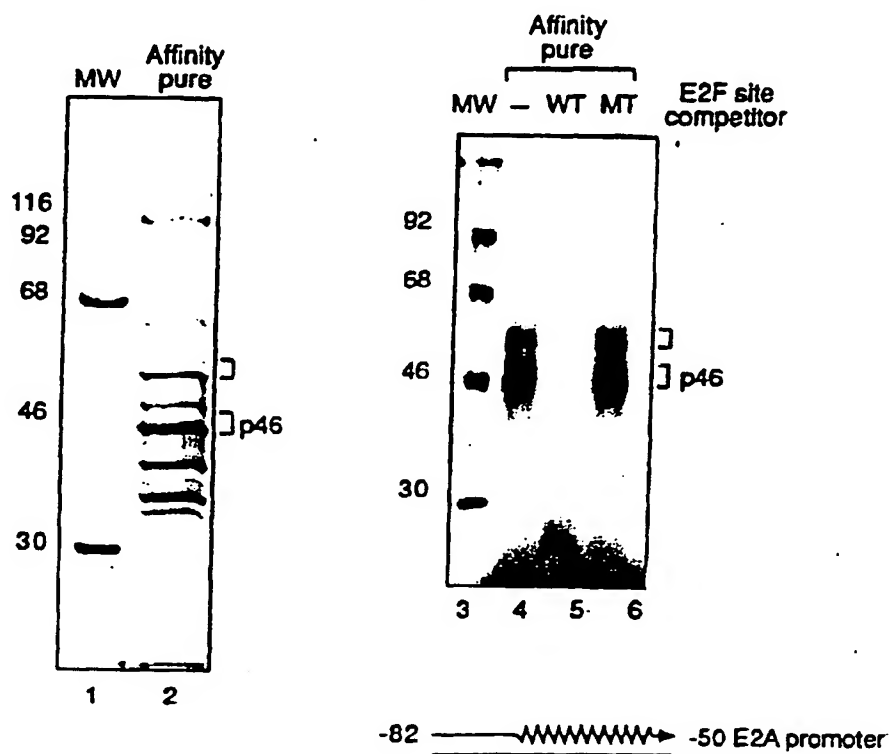 Affinity
pure
MW
116
92
68
46
30
p46
1
2
Affinity
pure
MW – WT MT
E2F site
competitor
92
68
46
30
p46
3 4 5 6
-82
-50 E2A promoter